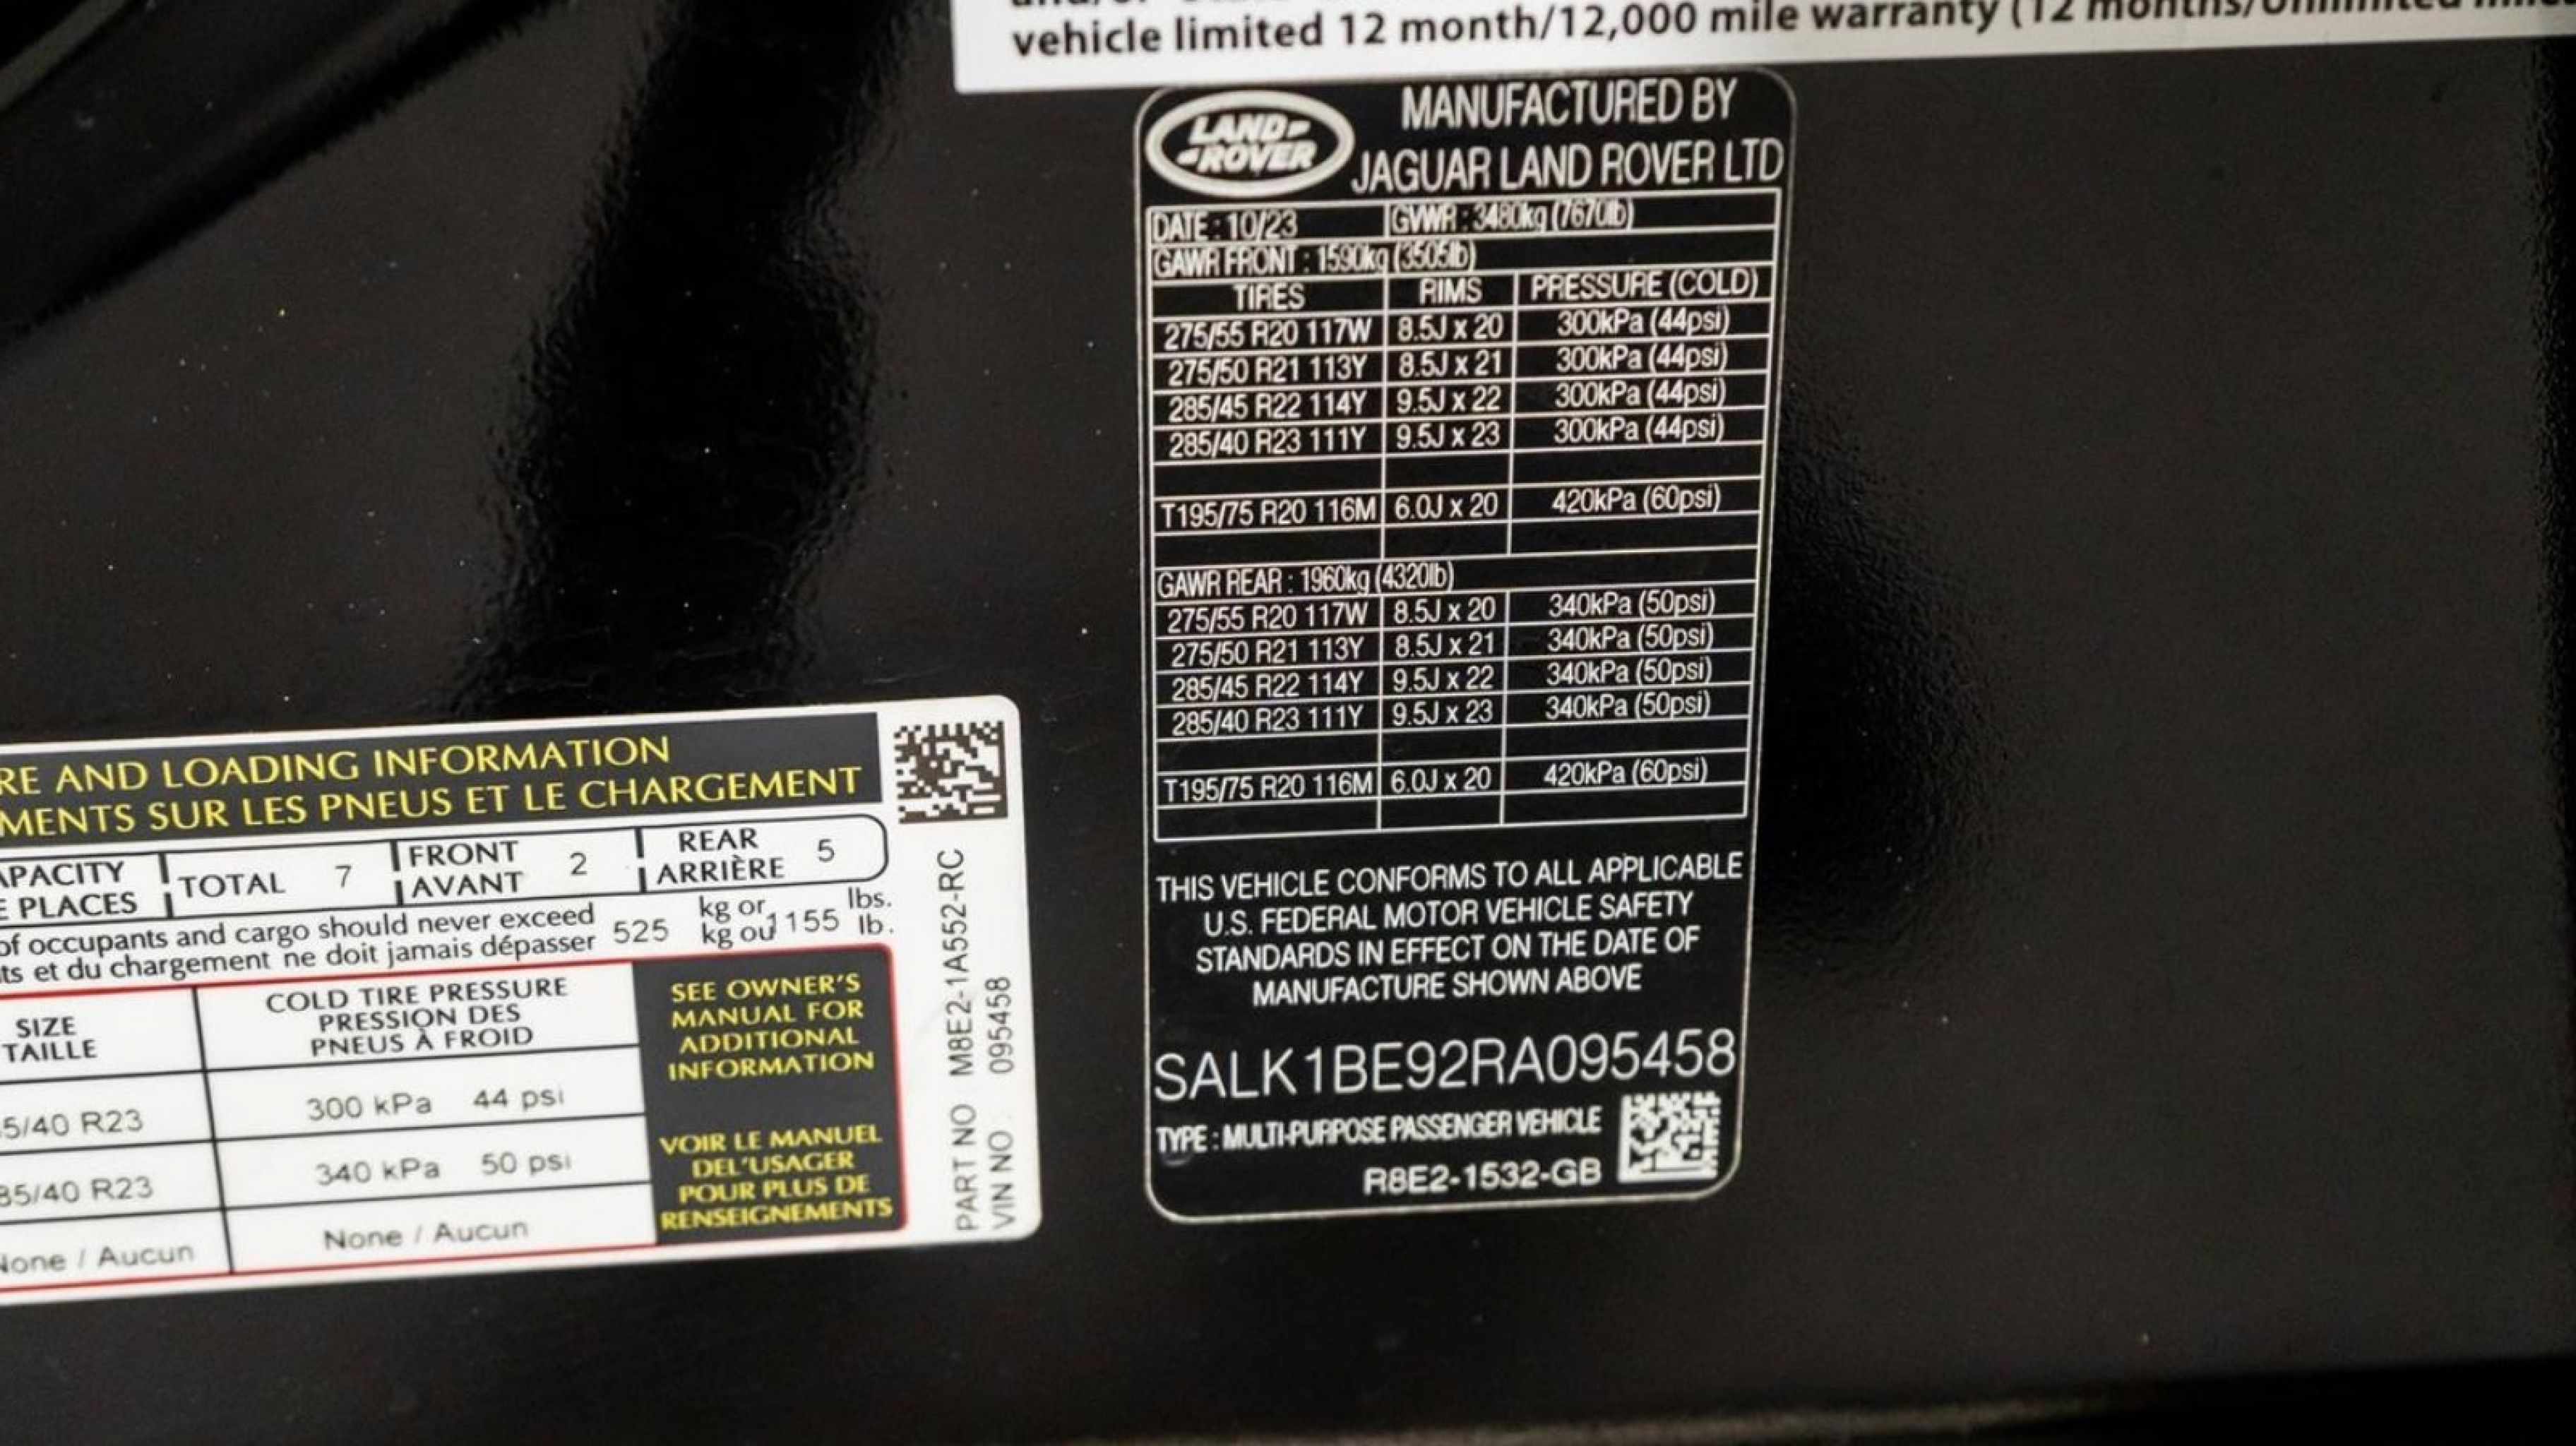 vehicle limited 12 month/12,000 mile warranty (12 months/Unlimited
LAND-
-ROVER
MANUFACTURED BY
JAGUAR LAND ROVER LTD
DATE : 10/23 GVWR : 3480kg (7670lb)
GAWR FRONT : 1590kg (3505lb)
TIRES RIMS PRESSURE (COLD)
275/55 R20 117W 8.5J x 20 300kPa (44psi)
275/50 R21 113Y 8.5J x 21 300kPa (44psi)
285/45 R22 114Y 9.5J x 22 300kPa (44psi)
285/40 R23 111Y 9.5J x 23 300kPa (44psi)
T195/75 R20 116M 6.0J x 20 420kPa (60psi)
GAWR REAR : 1960kg (4320lb)
275/55 R20 117W 8.5J x 20 340kPa (50psi)
275/50 R21 113Y 8.5J x 21 340kPa (50psi)
285/45 R22 114Y 9.5J x 22 340kPa (50psi)
285/40 R23 111Y 9.5J x 23 340kPa (50psi)
T195/75 R20 116M 6.0J x 20 420kPa (60psi)
THIS VEHICLE CONFORMS TO ALL APPLICABLE
U.S. FEDERAL MOTOR VEHICLE SAFETY
STANDARDS IN EFFECT ON THE DATE OF
MANUFACTURE SHOWN ABOVE
SALK1BE92RA095458
TYPE : MULTI-PURPOSE PASSENGER VEHICLE
R8E2-1532-GB
RE AND LOADING INFORMATION
MENTS SUR LES PNEUS ET LE CHARGEMENT
APACITY TOTAL 7 FRONT 2 REAR 5
E PLACES AVANT ARRIÈRE
of occupants and cargo should never exceed 525 kg or 1155 lbs.
ts et du chargement ne doit jamais dépasser kg ou lb.
SIZE
TAILLE
COLD TIRE PRESSURE
PRESSION DES
PNEUS À FROID
5/40 R23 300 kPa 44 psi
85/40 R23 340 kPa 50 psi
None / Aucun None / Aucun
SEE OWNER'S
MANUAL FOR
ADDITIONAL
INFORMATION
VOIR LE MANUEL
DEL'USAGER
POUR PLUS DE
RENSEIGNEMENTS
PART NO M8E2-1A552-RC
VIN NO : 095458